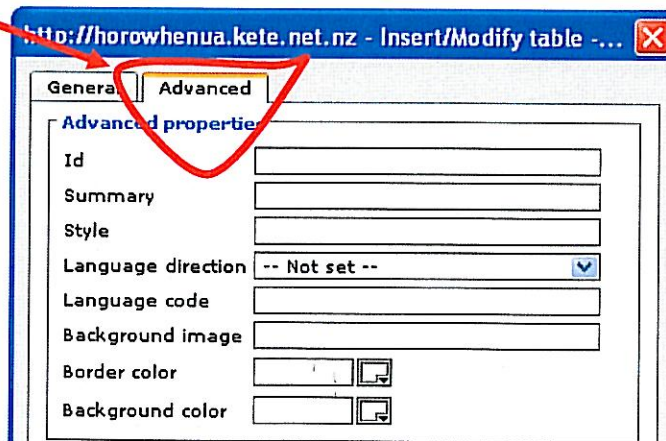 http://horowhenua.kete.net.nz - Insert/Modify table -...
General Advanced
Advanced properties
Id
Summary
Style
Language direction -- Not set --
Language code
Background image
Border color
Background color